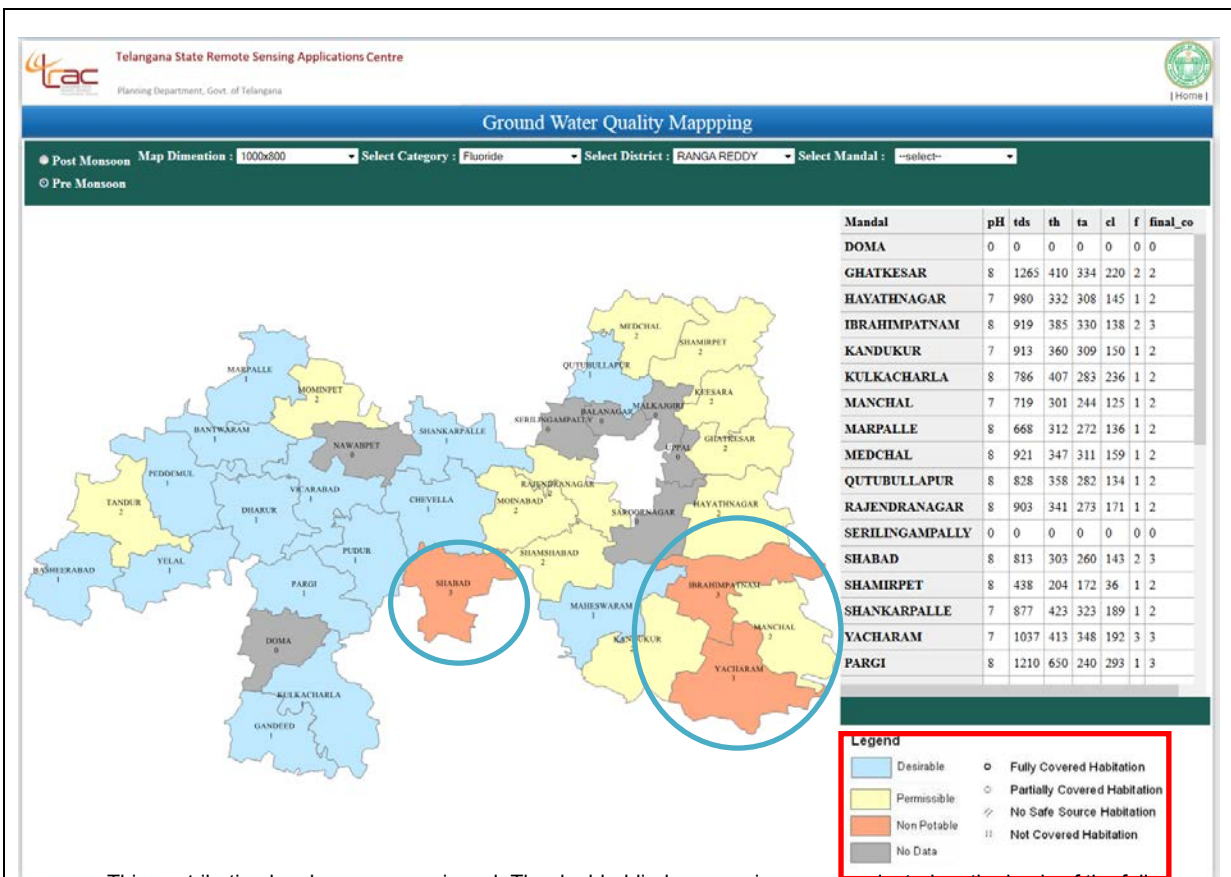 Telangana State Remote Sensing Applications Centre
Planning Department, Govt. of Telangana
| Home |
Ground Water Quality Mappping
Post Monsoon Map Dimention : 1000x800 Select Category : Fluoride Select District : RANGA REDDY Select Mandal : --select--
Pre Monsoon
Mandal pH tds th ta cl f final_co
DOMA 0 0 0 0 0 0 0
GHATKESAR 8 1265 410 334 220 2 2
HAYATHNAGAR 7 980 332 308 145 1 2
IBRAHIMPATNAM 8 919 385 330 138 2 3
KANDUKUR 7 913 360 309 150 1 2
KULKACHARLA 8 786 407 283 236 1 2
MANCHAL 7 719 301 244 125 1 2
MARPALLE 8 668 312 272 136 1 2
MEDCHAL 8 921 347 311 159 1 2
QUTUBULLAPUR 8 828 358 282 134 1 2
RAJENDRANAGAR 8 903 341 273 171 1 2
SERILINGAMPALLY 0 0 0 0 0 0 0
SHABAD 8 813 303 260 143 2 3
SHAMIRPET 8 438 204 172 36 1 2
SHANKARPALLE 7 877 423 323 189 1 2
YACHARAM 7 1037 413 348 192 3 3
PARGI 8 1210 650 240 293 1 3
MEDCHAL
2
SHAMIRPET
2
QUTUBULLAPUR
1
MARPALLE
1
MOMINPET
2
KEESARA
2
MALKAJGIRI
0
BALANAGAR
0
SERILINGAMPALLY
0
BANTWARAM
1
NAWABPET
0
SHANKARPALLE
1
UPPAL
0
GHATKESAR
2
PEDDEMUL
1
VICARABAD
1
RAJENDRANAGAR
2
TANDUR
2
DHARUR
1
CHEVELLA
1
MOINABAD
2
SAROORNAGAR
0
HAYATHNAGAR
2
PUDUR
1
SHAMSHABAD
2
BASHEERABAD
1
YELAL
1
PARGI
1
SHABAD
3
IBRAHIMPATNAM
3
MAHESWARAM
1
MANCHAL
2
DOMA
0
KANDUKUR
2
YACHARAM
3
KULKACHARLA
1
GANDEED
1
Legend
Desirable
Permissible
Non Potable
No Data
Fully Covered Habitation
Partially Covered Habitation
No Safe Source Habitation
Not Covered Habitation